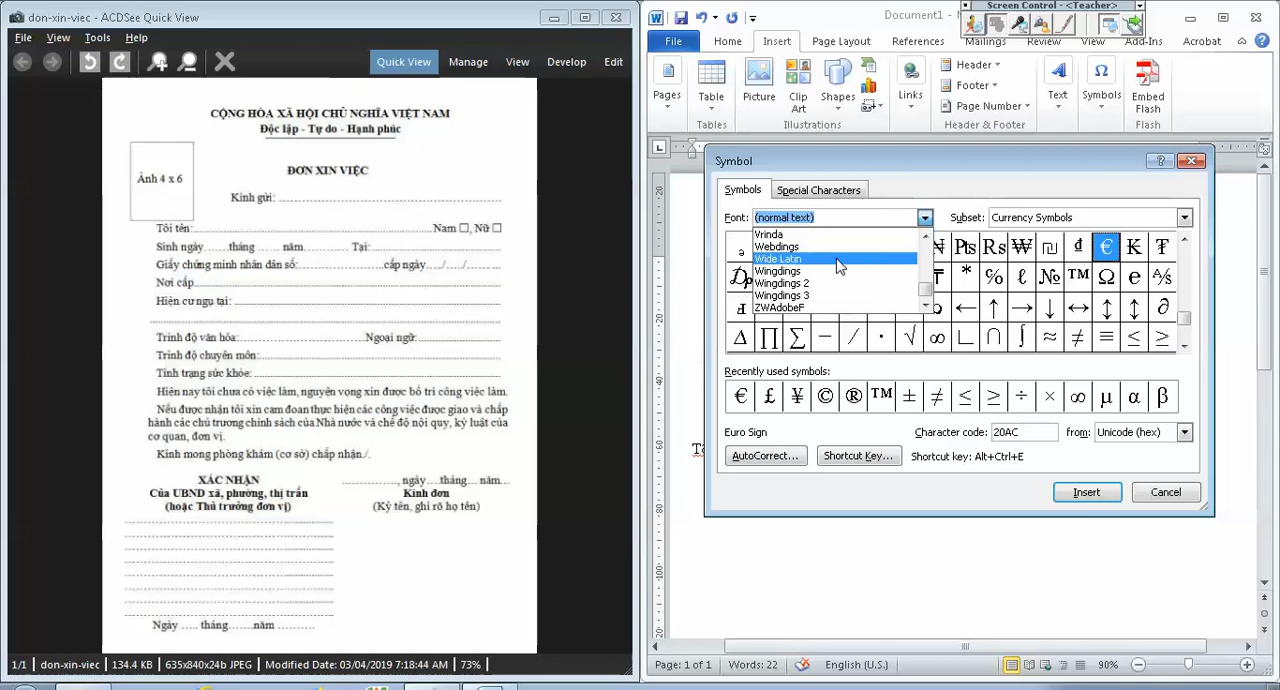 don-xin-viec - ACDSee Quick View
File View Tools Help
Quick View Manage View Develop Edit
CỘNG HÒA XÃ HỘI CHỦ NGHĨA VIỆT NAM
Độc lập - Tự do - Hạnh phúc
Ảnh 4 x 6
ĐƠN XIN VIỆC
Kính gửi:
Tôi tên: Nam ☐, Nữ ☐
Sinh ngày ......tháng ...... năm....... Tại:
Giấy chứng minh nhân dân số: cấp ngày..../..../.....
Nơi cấp
Hiện cư ngụ tại:
Trình độ văn hóa: Ngoại ngữ:
Trình độ chuyên môn:
Tình trạng sức khỏe:
Hiện nay tôi chưa có việc làm, nguyện vọng xin được bố trí công việc làm.
Nếu được nhận tôi xin cam đoan thực hiện các công việc được giao và chấp
hành các chủ trương chính sách của Nhà nước và chế độ nội quy, kỷ luật của
cơ quan, đơn vị.
Kính mong phòng khám (cơ sở) chấp nhận./.
XÁC NHẬN
Của UBND xã, phường, thị trấn
(hoặc Thủ trưởng đơn vị)
................, ngày....tháng...năm...
Kính đơn
(Ký tên, ghi rõ họ tên)
Ngày ..... tháng.......năm ............
1/1 don-xin-viec 134.4 KB 635x840x24b JPEG Modified Date: 03/04/2019 7:18:44 AM 73%
Document1 -
Screen Control - <Teacher>
File Home Insert Page Layout References Mailings Review View Add-Ins Acrobat
Pages Table Picture Clip Art Shapes Links Header Footer Page Number Text Symbols Embed Flash
Tables Illustrations Header & Footer Flash
Symbol
Symbols Special Characters
Font: (normal text) Subset: Currency Symbols
Vrinda
Webdings
Wide Latin
Wingdings
Wingdings 2
Wingdings 3
ZWAdobeF
₧ ₨ ₩ ₪ ₫ € ₭ ₮
* % ℓ № ™ Ω ℮ ⅍
← ↑ → ↓ ↔ ↕ ∂
∆ ∏ ∑ − ∕ ∙ √ ∞ ∟ ∩ ∫ ≈ ≠ ≡ ≤ ≥
Recently used symbols:
€ £ ¥ © ® ™ ± ≠ ≤ ≥ ÷ × ∞ µ α β
Euro Sign Character code: 20AC from: Unicode (hex)
AutoCorrect... Shortcut Key... Shortcut key: Alt+Ctrl+E
Insert Cancel
Page: 1 of 1 Words: 22 English (U.S.) 90%